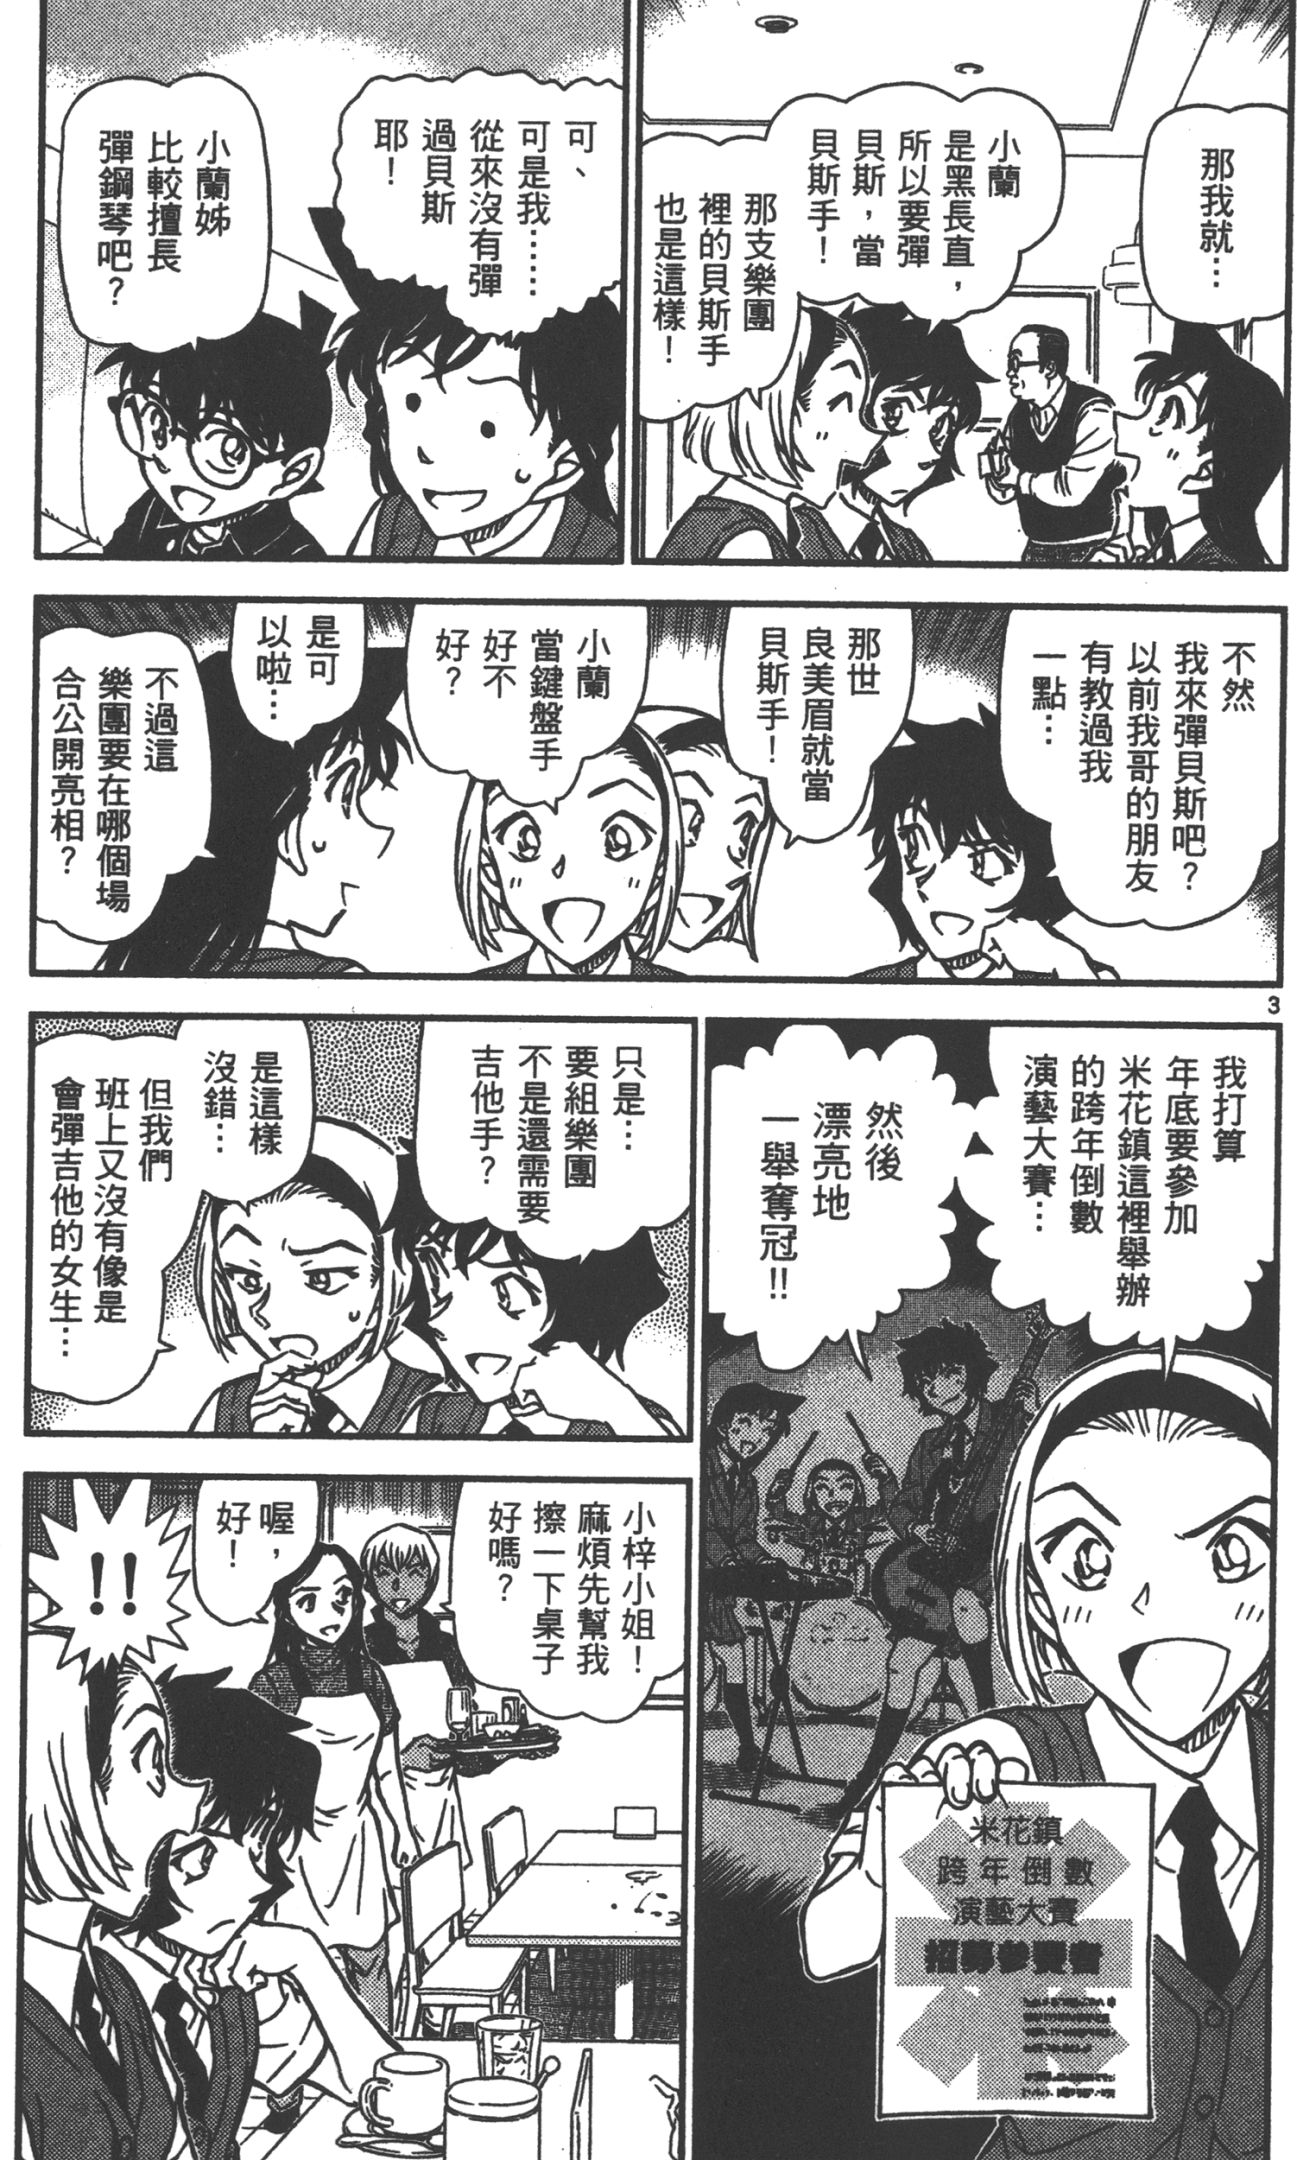 那我就…
小蘭
是黑長直，
所以要彈
貝斯，當
貝斯手！
那支樂團
裡的貝斯手
也是這樣！
可、
可是我……
從來沒有彈
過貝斯
耶！
小蘭姊
比較擅長
彈鋼琴吧？
不然
我來彈貝斯吧？
以前我哥的朋友
有教過我
一點…
那世
良美眉就當
貝斯手！
小蘭
當鍵盤手
好不
好？
是可
以啦…
不過這
樂團要在哪個場
合公開亮相？
3
我打算
年底要參加
米花鎮這裡舉辦
的跨年倒數
演藝大賽…
然後
漂亮地
一舉奪冠!!
米花鎮
跨年倒數
演藝大賽
招募參賽者
只是…
要組樂團
不是還需要
吉他手？
是這樣
沒錯…
但我們
班上又沒有像是
會彈吉他的女生…
小梓小姐！
麻煩先幫我
擦一下桌子
好嗎？
喔，
好！
!!